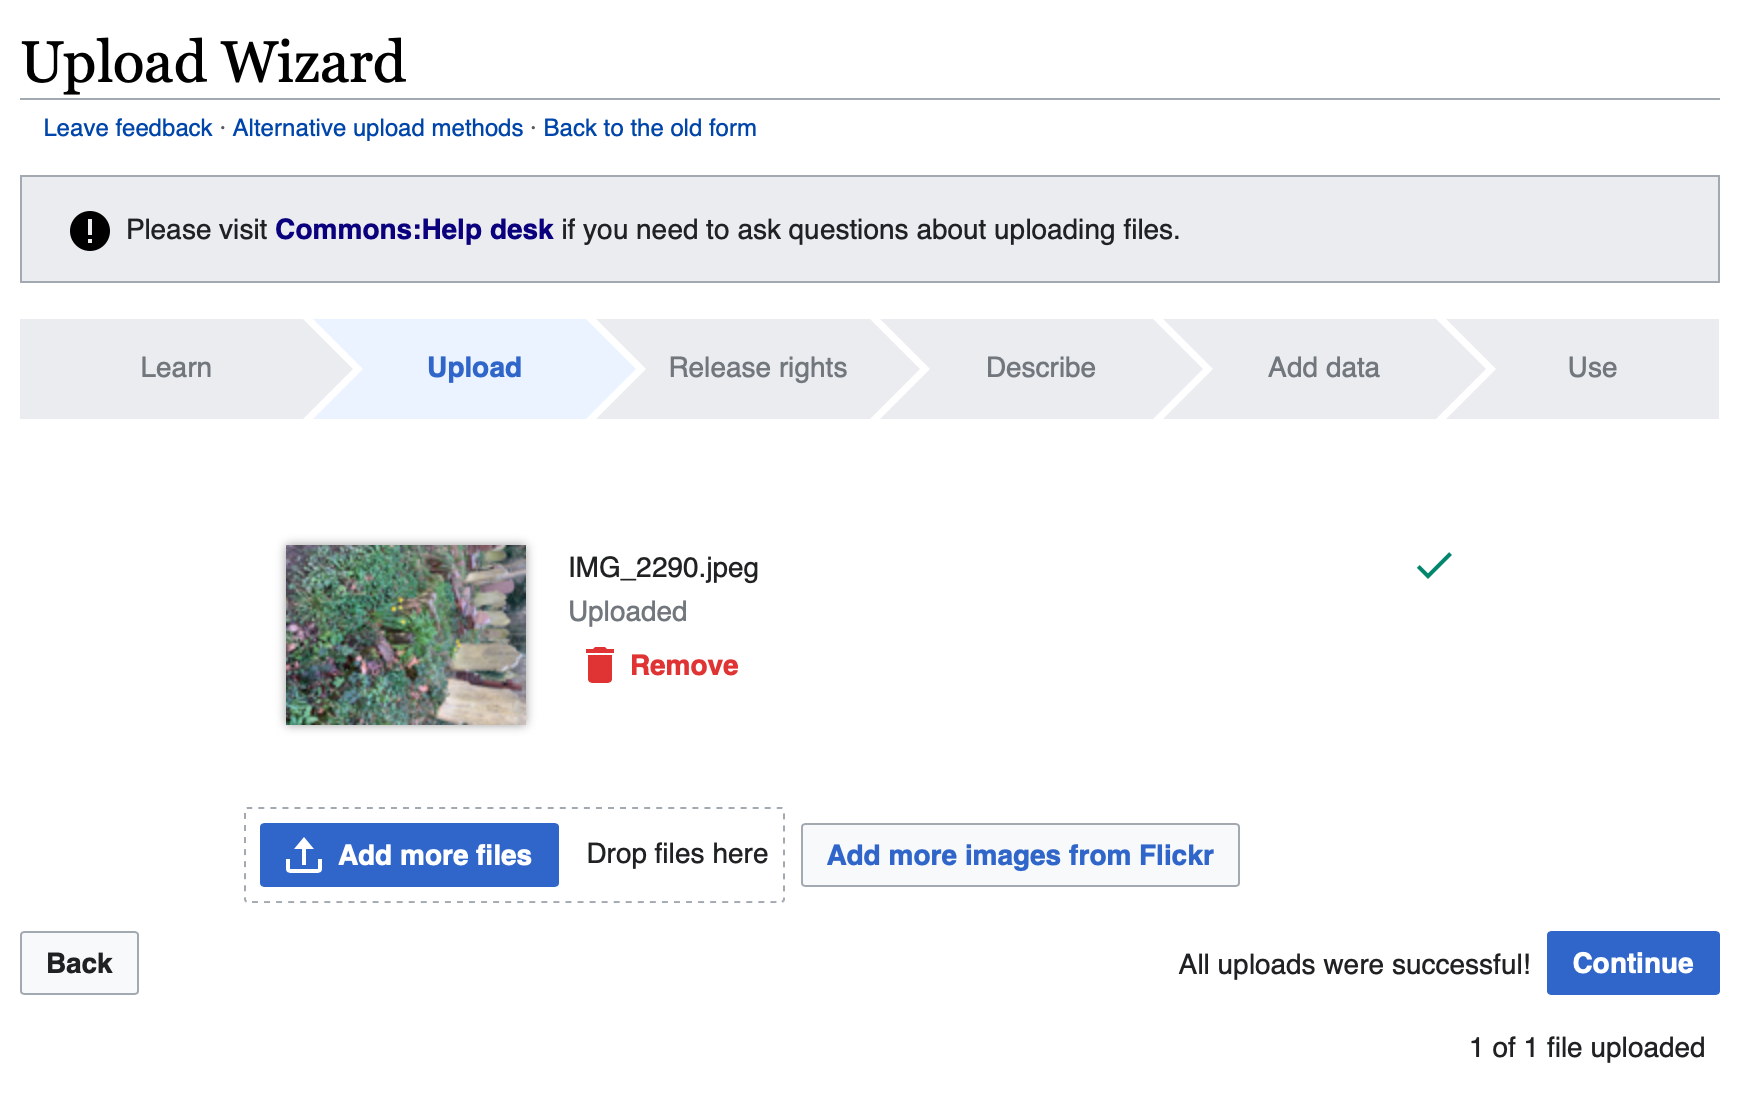 Upload Wizard
Leave feedback · Alternative upload methods · Back to the old form
Please visit Commons:Help desk if you need to ask questions about uploading files.
Learn
Upload
Release rights
Describe
Add data
Use
IMG_2290.jpeg
Uploaded
Remove
Add more files
Drop files here
Add more images from Flickr
Back
All uploads were successful!
Continue
1 of 1 file uploaded